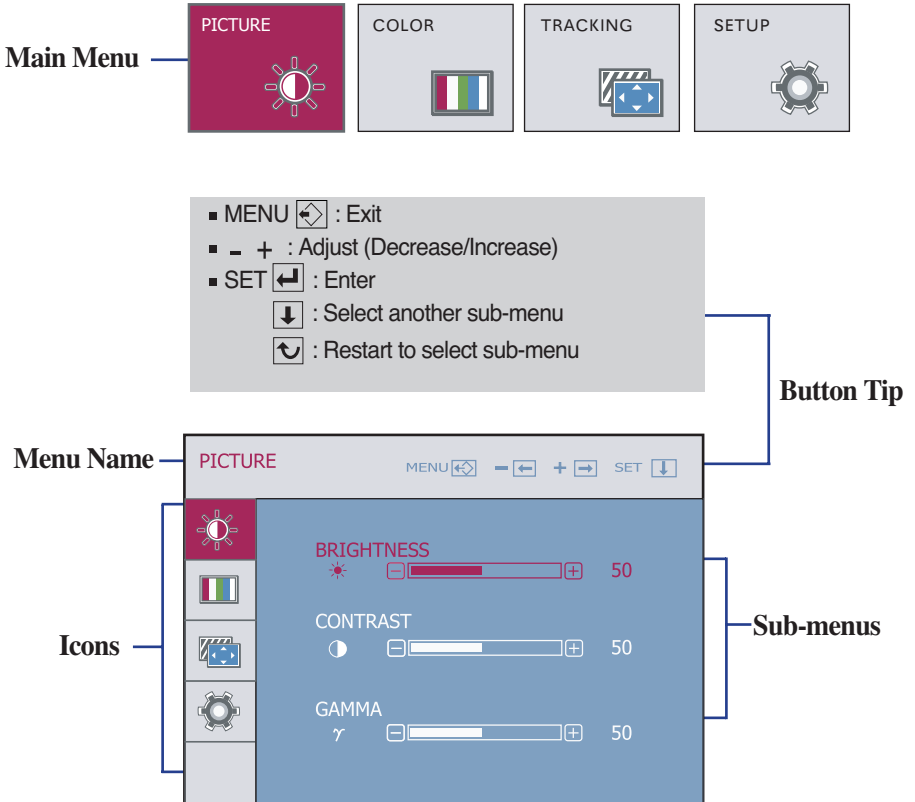 PICTURE COLOR TRACKING SETUP
Main Menu
MENU : Exit
- + : Adjust (Decrease/Increase)
SET : Enter
: Select another sub-menu
: Restart to select sub-menu
Button Tip
Menu Name
PICTURE MENU - + SET
BRIGHTNESS
50
CONTRAST
50
Sub-menus
Icons
GAMMA
γ 50